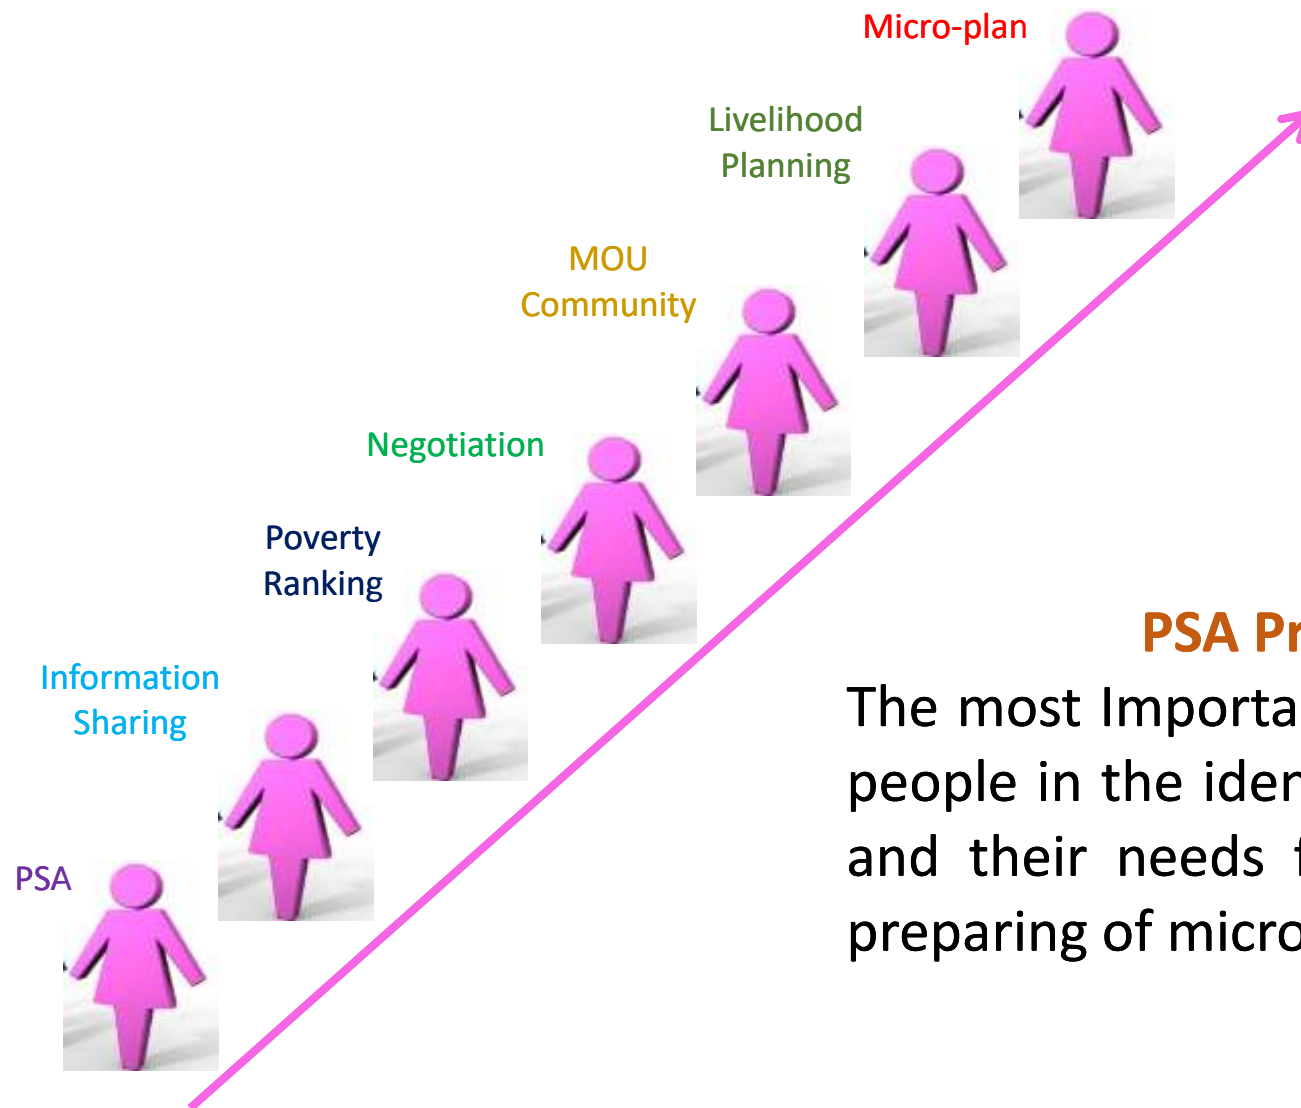 Micro-plan
Livelihood
Planning
MOU
Community
Negotiation
Poverty
Ranking
Information
Sharing
PSA
PSA
The most
people in the
and their needs
preparing of